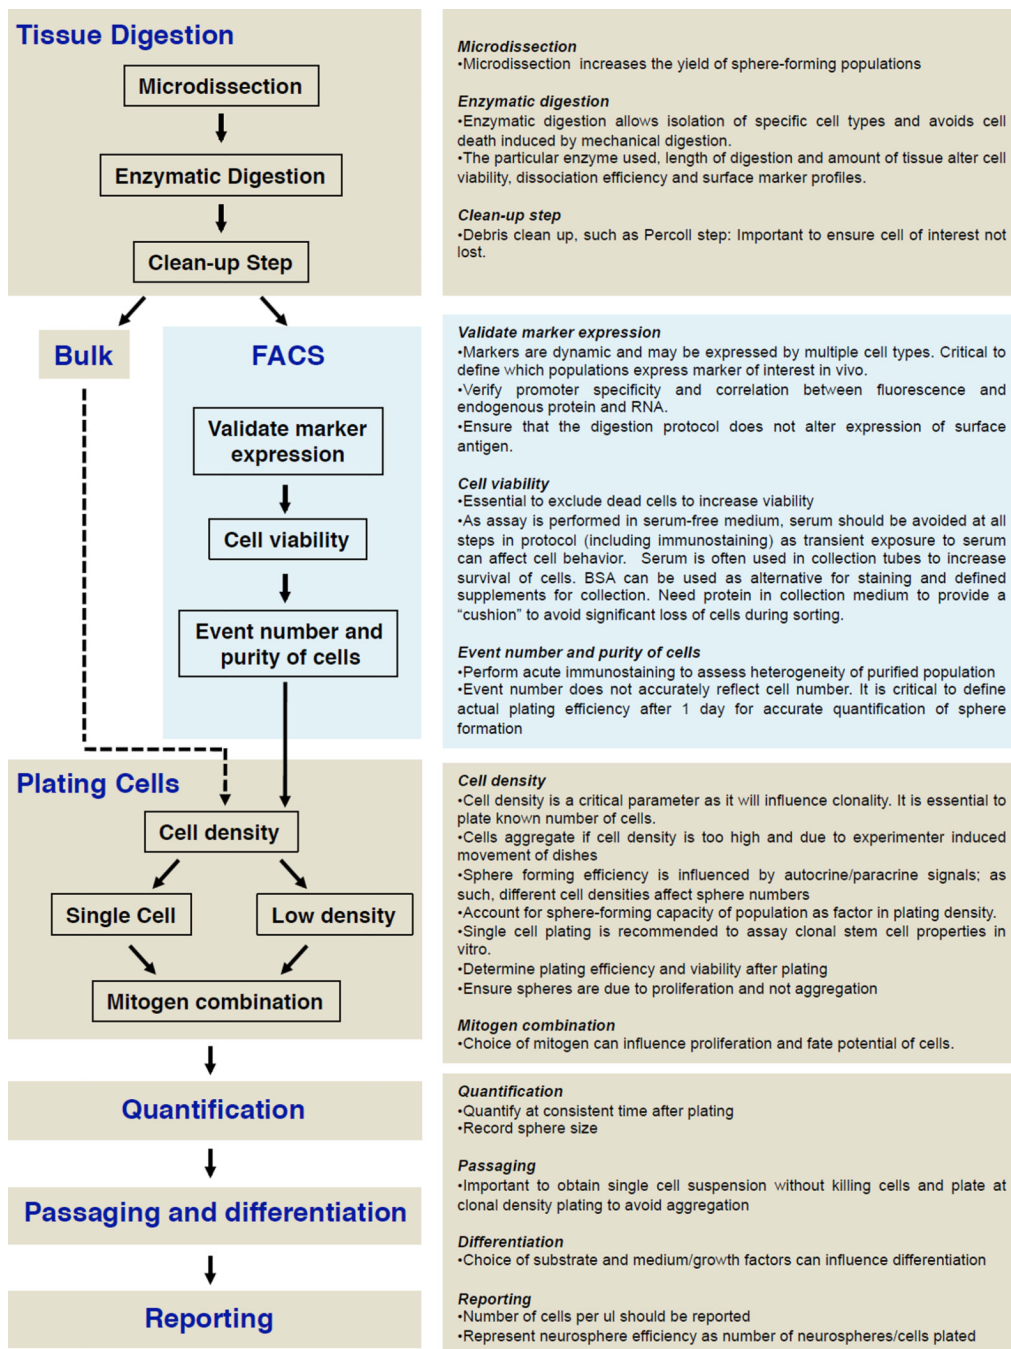 Tissue Digestion
Microdissection
Enzymatic Digestion
Clean-up Step
Microdissection
•Microdissection increases the yield of sphere-forming populations
Enzymatic digestion
•Enzymatic digestion allows isolation of specific cell types and avoids cell
death induced by mechanical digestion.
•The particular enzyme used, length of digestion and amount of tissue alter cell
viability, dissociation efficiency and surface marker profiles.
Clean-up step
•Debris clean up, such as Percoll step: Important to ensure cell of interest not
lost.
Bulk
FACS
Validate marker
expression
Cell viability
Event number and
purity of cells
Validate marker expression
•Markers are dynamic and may be expressed by multiple cell types. Critical to
define which populations express marker of interest in vivo.
•Verify promoter specificity and correlation between fluorescence and
endogenous protein and RNA.
•Ensure that the digestion protocol does not alter expression of surface
antigen.
Cell viability
•Essential to exclude dead cells to increase viability
•As assay is performed in serum-free medium, serum should be avoided at all
steps in protocol (including immunostaining) as transient exposure to serum
can affect cell behavior. Serum is often used in collection tubes to increase
survival of cells. BSA can be used as alternative for staining and defined
supplements for collection. Need protein in collection medium to provide a
“cushion” to avoid significant loss of cells during sorting.
Event number and purity of cells
•Perform acute immunostaining to assess heterogeneity of purified population
•Event number does not accurately reflect cell number. It is critical to define
actual plating efficiency after 1 day for accurate quantification of sphere
formation
Plating Cells
Cell density
Single Cell
Low density
Mitogen combination
Cell density
•Cell density is a critical parameter as it will influence clonality. It is essential to
plate known number of cells.
•Cells aggregate if cell density is too high and due to experimenter induced
movement of dishes
•Sphere forming efficiency is influenced by autocrine/paracrine signals; as
such, different cell densities affect sphere numbers
•Account for sphere-forming capacity of population as factor in plating density.
•Single cell plating is recommended to assay clonal stem cell properties in
vitro.
•Determine plating efficiency and viability after plating
•Ensure spheres are due to proliferation and not aggregation
Mitogen combination
•Choice of mitogen can influence proliferation and fate potential of cells.
Quantification
Passaging and differentiation
Reporting
Quantification
•Quantify at consistent time after plating
•Record sphere size
Passaging
•Important to obtain single cell suspension without killing cells and plate at
clonal density plating to avoid aggregation
Differentiation
•Choice of substrate and medium/growth factors can influence differentiation
Reporting
•Number of cells per ul should be reported
•Represent neurosphere efficiency as number of neurospheres/cells plated